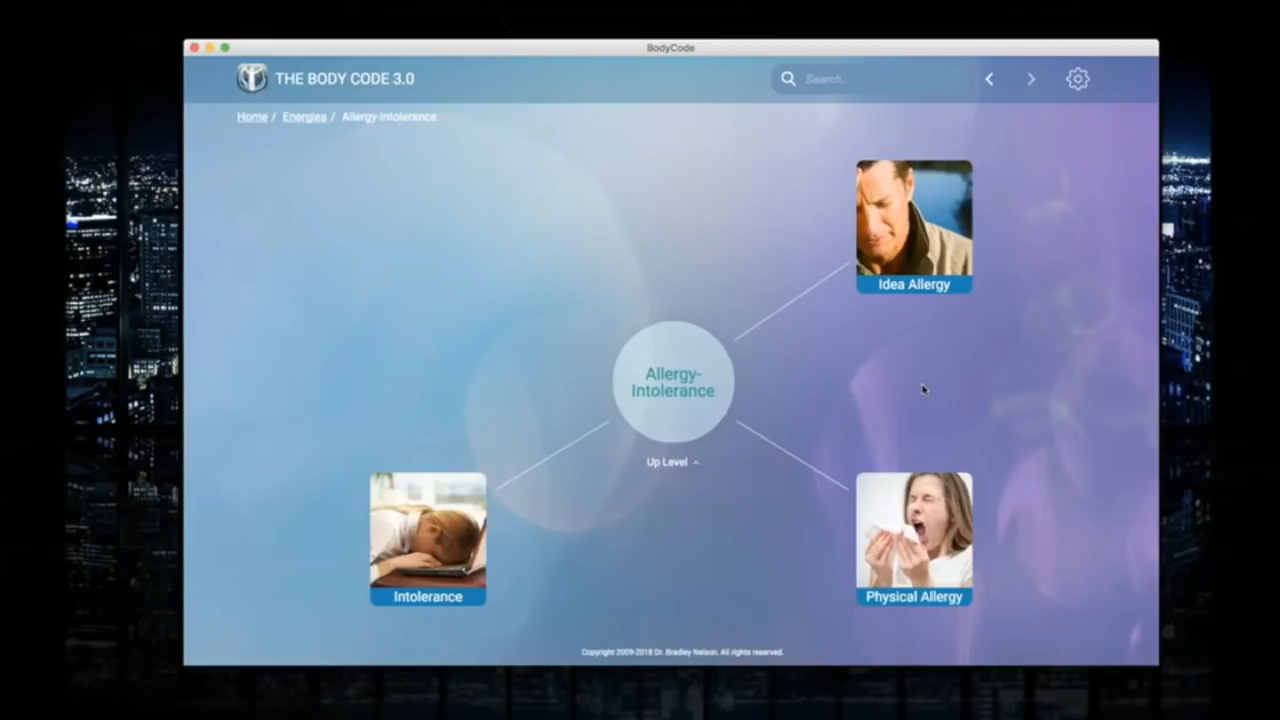 BodyCode
THE BODY CODE 3.0
Search...
Home / Energies / Allergy-Intolerance
Idea Allergy
Allergy-
Intolerance
Up Level
Intolerance
Physical Allergy
Copyright 2009-2018 Dr. Bradley Nelson. All rights reserved.